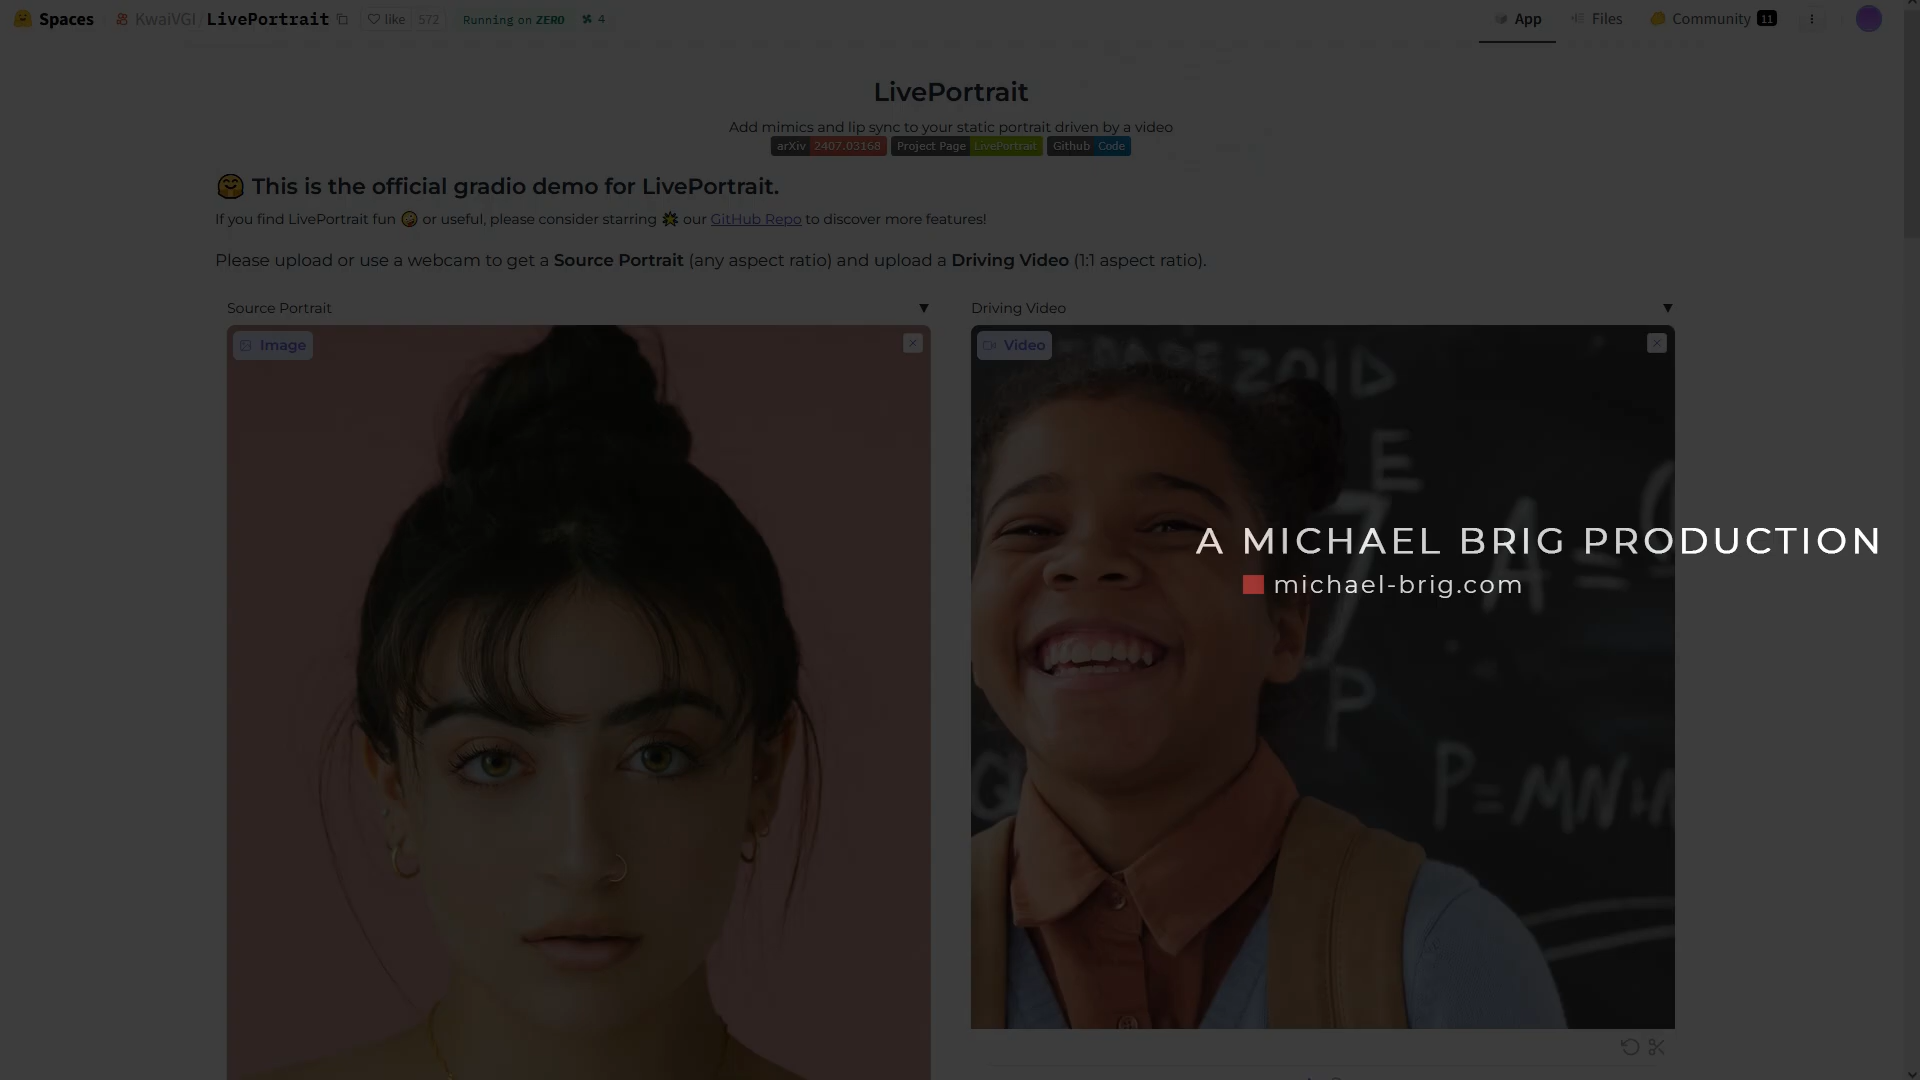 Spaces KwaiVGI/LivePortrait like 572 Running on ZERO 4 App Files Community 11
LivePortrait
Add mimics and lip sync to your static portrait driven by a video
arXiv 2407.03168 Project Page LivePortrait Github Code
This is the official gradio demo for LivePortrait.
If you find LivePortrait fun or useful, please consider starring our GitHub Repo to discover more features!
Please upload or use a webcam to get a Source Portrait (any aspect ratio) and upload a Driving Video (1:1 aspect ratio).
Source Portrait
Image
Driving Video
Video
E
A =
7
P
P=MN
A MICHAEL BRIG PRODUCTION
michael-brig.com